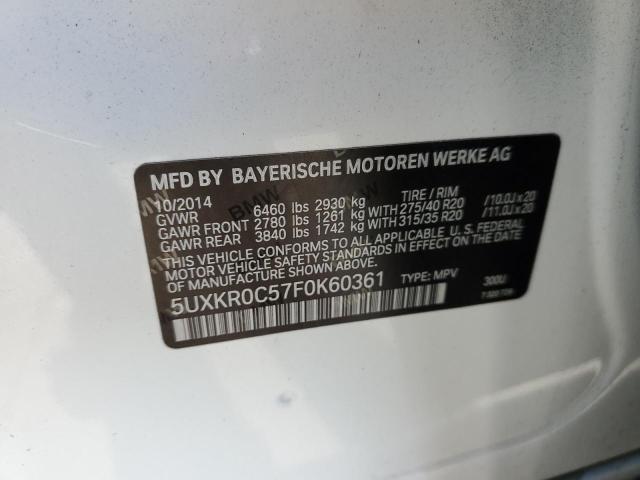 MFD BY BAYERISCHE MOTOREN WERKE AG
10/2014 TIRE / RIM
GVWR 6460 lbs 2930 kg
GAWR FRONT 2780 lbs 1261 kg WITH 275/40 R20 /10.0J x 20
GAWR REAR 3840 lbs 1742 kg WITH 315/35 R20 /11.0J x 20
THIS VEHICLE CONFORMS TO ALL APPLICABLE U.S. FEDERAL
MOTOR VEHICLE SAFETY STANDARDS IN EFFECT ON THE DATE
OF MANUFACTURE SHOWN ABOVE.
5UXKR0C57F0K60361 TYPE: MPV 300U
BMW